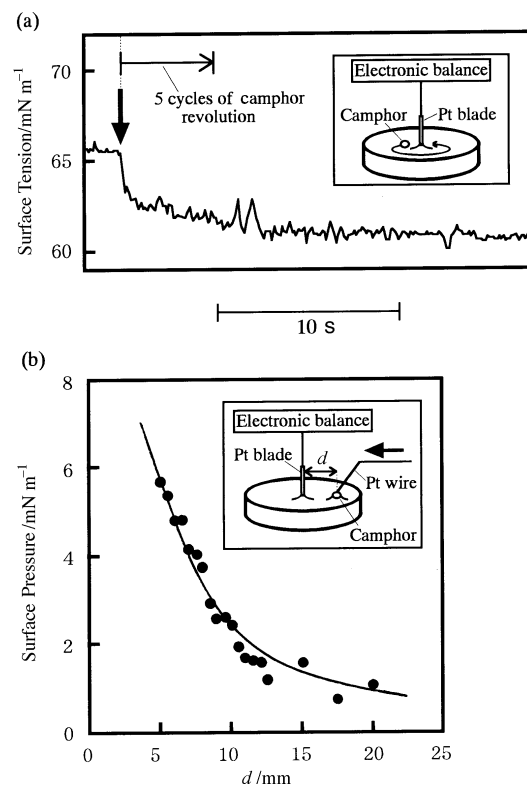 (a)
70
65
60
Surface Tension/mN m⁻¹
5 cycles of camphor
revolution
Electronic balance
Camphor
Pt blade
10 s
(b)
8
6
4
2
0
Surface Pressure/mN m⁻¹
Electronic balance
Pt blade
d
Pt wire
Camphor
0 5 10 15 20 25
d/mm